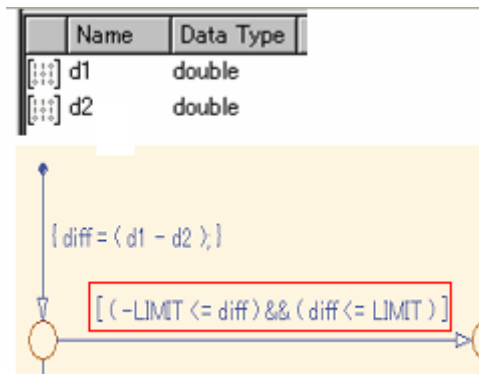 Name Data Type
d1 double
d2 double
{ diff = ( d1 - d2 ); }
[ ( -LIMIT <= diff ) && ( diff <= LIMIT ) ]